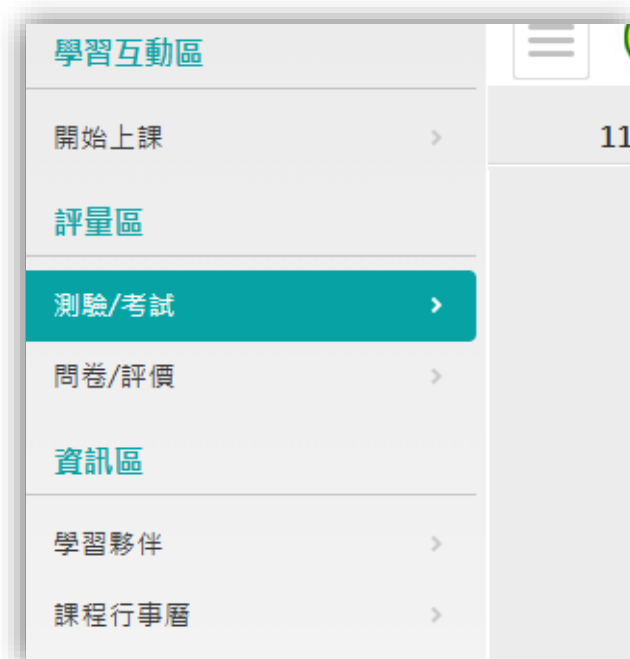 學習互動區
開始上課
11
評量區
測驗/考試
問卷/評價
資訊區
學習夥伴
課程行事曆